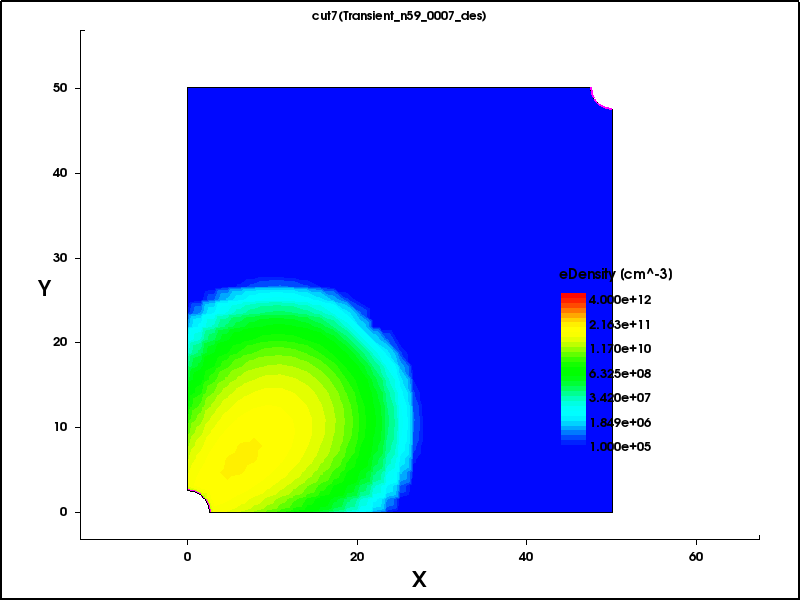 cut7(Transient_n59_0007_des)
50
40
30
20
10
0
Y
eDensity (cm^-3)
4.000e+12
2.163e+11
1.170e+10
6.325e+08
3.420e+07
1.849e+06
1.000e+05
0
20
40
60
X